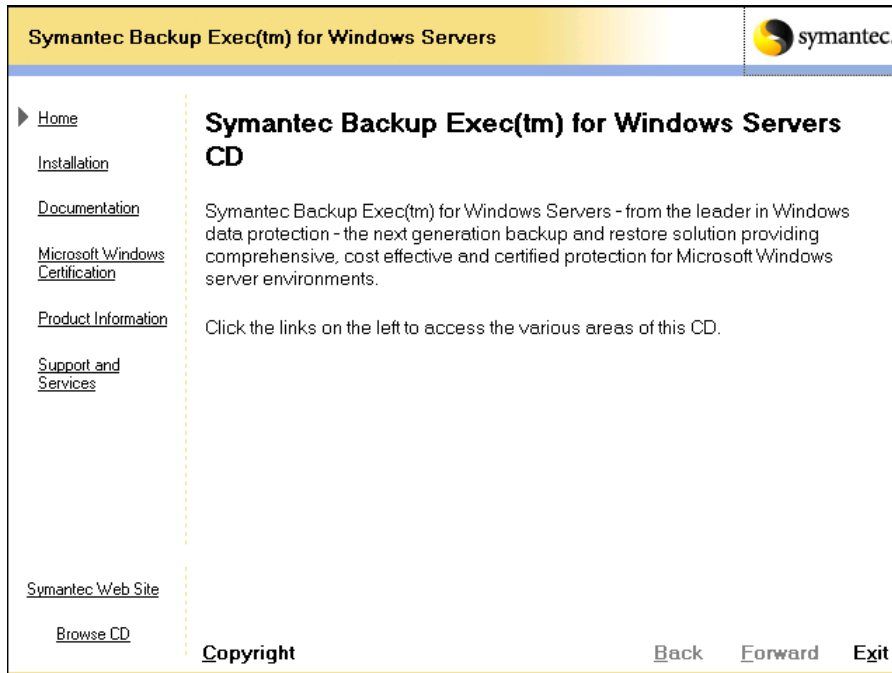 Symantec Backup Exec(tm) for Windows Servers
symantec.
Home
Installation
Documentation
Microsoft Windows
Certification
Product Information
Support and
Services
Symantec Web Site
Browse CD
Symantec Backup Exec(tm) for Windows Servers
CD
Symantec Backup Exec(tm) for Windows Servers - from the leader in Windows
data protection - the next generation backup and restore solution providing
comprehensive, cost effective and certified protection for Microsoft Windows
server environments.
Click the links on the left to access the various areas of this CD.
Copyright
Back
Forward
Exit